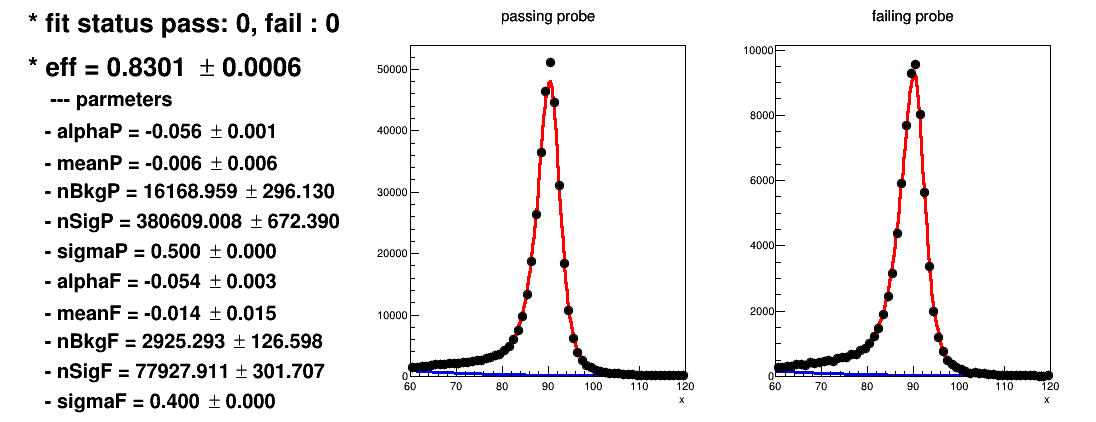 * fit status pass: 0, fail : 0
* eff = 0.8301 ± 0.0006
--- parmeters
- alphaP = -0.056 ± 0.001
- meanP = -0.006 ± 0.006
- nBkgP = 16168.959 ± 296.130
- nSigP = 380609.008 ± 672.390
- sigmaP = 0.500 ± 0.000
- alphaF = -0.054 ± 0.003
- meanF = -0.014 ± 0.015
- nBkgF = 2925.293 ± 126.598
- nSigF = 77927.911 ± 301.707
- sigmaF = 0.400 ± 0.000
passing probe
50000
40000
30000
20000
10000
0
60 70 80 90 100 110 120
x
failing probe
10000
8000
6000
4000
2000
0
60 70 80 90 100 110 120
x